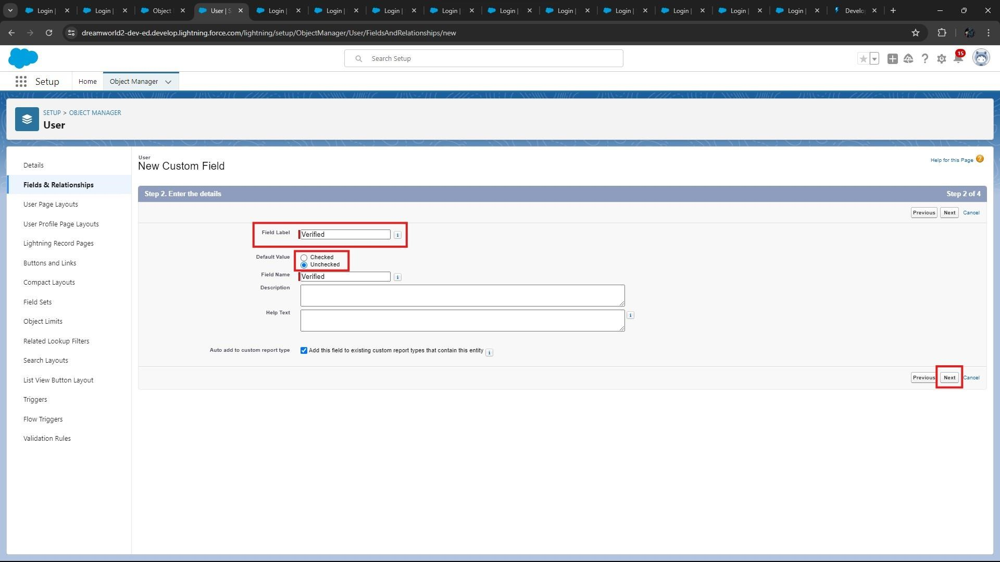 Login |
Login |
Object
User | S
Login |
Login |
Login |
Login |
Login |
Login |
Login |
Login |
Login |
Login |
Develo
dreamworld2-dev-ed.develop.lightning.force.com/lightning/setup/ObjectManager/User/FieldsAndRelationships/new
Search Setup
15
Setup
Home
Object Manager
SETUP > OBJECT MANAGER
User
Details
Fields & Relationships
User Page Layouts
User Profile Page Layouts
Lightning Record Pages
Buttons and Links
Compact Layouts
Field Sets
Object Limits
Related Lookup Filters
Search Layouts
List View Button Layout
Triggers
Flow Triggers
Validation Rules
User
New Custom Field
Help for this Page
Step 2. Enter the details
Step 2 of 4
Previous Next Cancel
Field Label Verified
Default Value Checked
Unchecked
Field Name Verified
Description
Help Text
Auto add to custom report type Add this field to existing custom report types that contain this entity
Previous Next Cancel